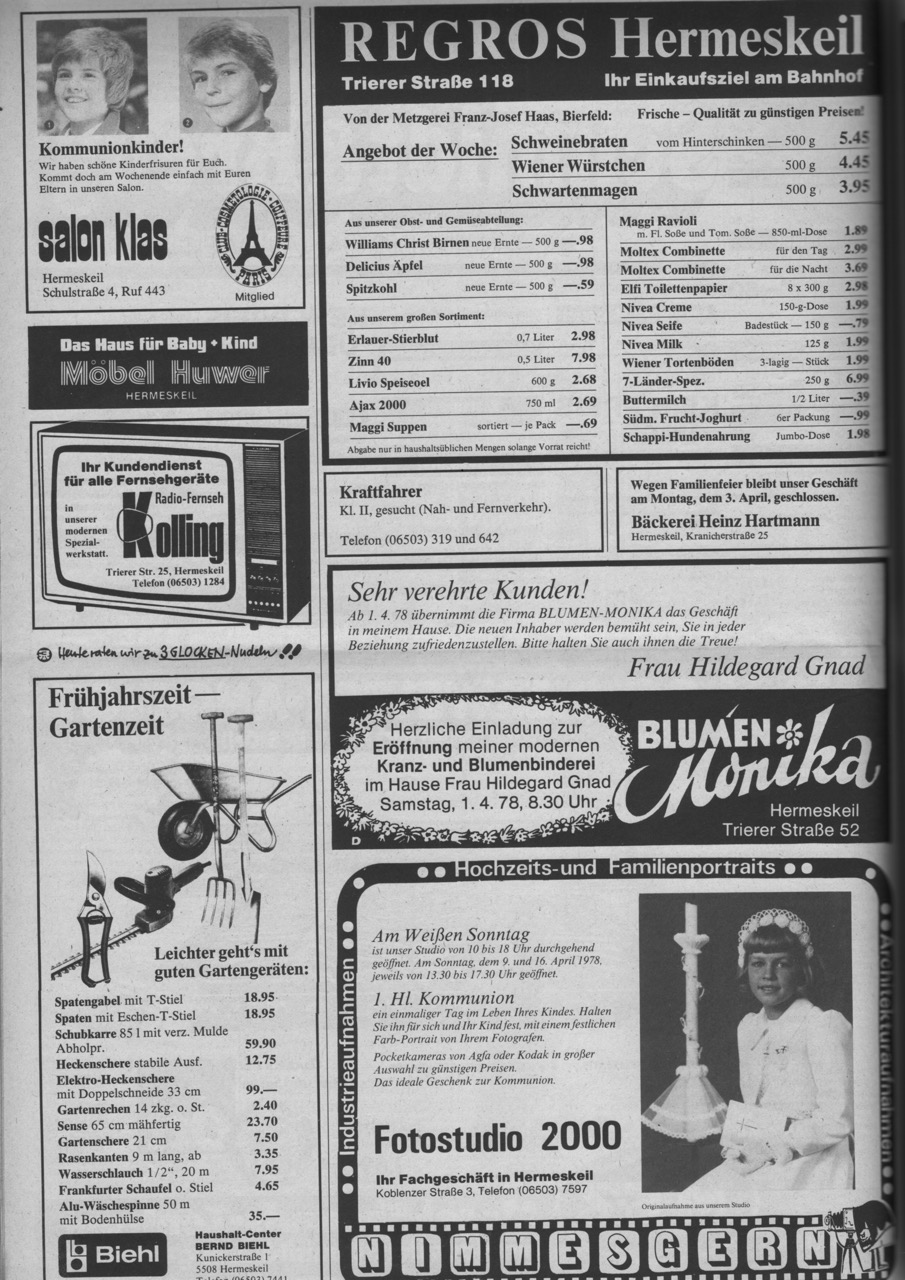 1
2
Kommunionkinder!
Wir haben schöne Kinderfrisuren für Euch.
Kommt doch am Wochenende einfach mit Euren
Eltern in unseren Salon.
salon klas
CLUB·COSMETOLOGIE·COIFFURE
PARIS
Mitglied
Hermeskeil
Schulstraße 4, Ruf 443
Das Haus für Baby + Kind
Möbel Huwer
HERMESKEIL
Ihr Kundendienst
für alle Fernsehgeräte
in
unserer
modernen
Spezial-
werkstatt.
Radio-Fernseh
Kolling
Trierer Str. 25, Hermeskeil
Telefon (06503) 1284
Heute raten wir zu 3 GLOCKEN-Nudeln!!
Frühjahrszeit —
Gartenzeit
Leichter geht's mit
guten Gartengeräten:
Spatengabel mit T-Stiel 18.95
Spaten mit Eschen-T-Stiel 18.95
Schubkarre 85 l mit verz. Mulde
Abholpr. 59.90
Heckenschere stabile Ausf. 12.75
Elektro-Heckenschere
mit Doppelschneide 33 cm 99.—
Gartenrechen 14 zkg. o. St. 2.40
Sense 65 cm mähfertig 23.70
Gartenschere 21 cm 7.50
Rasenkanten 9 m lang, ab 3.35
Wasserschlauch 1/2“, 20 m 7.95
Frankfurter Schaufel o. Stiel 4.65
Alu-Wäschespinne 50 m
mit Bodenhülse 35.—
Biehl
Haushalt-Center
BERND BIEHL
Kunickerstraße 1
5508 Hermeskeil
Telefon (06503) 7441
REGROS Hermeskeil
Trierer Straße 118 Ihr Einkaufsziel am Bahnhof
Von der Metzgerei Franz-Josef Haas, Bierfeld: Frische – Qualität zu günstigen Preisen!
Angebot der Woche:
Schweinebraten vom Hinterschinken — 500 g 5.45
Wiener Würstchen 500 g 4.45
Schwartenmagen 500 g 3.95
Aus unserer Obst- und Gemüseabteilung:
Williams Christ Birnen neue Ernte — 500 g —.98
Delicius Äpfel neue Ernte — 500 g —.98
Spitzkohl neue Ernte — 500 g —.59
Aus unserem großen Sortiment:
Erlauer-Stierblut 0,7 Liter 2.98
Zinn 40 0,5 Liter 7.98
Livio Speiseoel 600 g 2.68
Ajax 2000 750 ml 2.69
Maggi Suppen sortiert — je Pack —.69
Abgabe nur in haushaltsüblichen Mengen solange Vorrat reicht!
Maggi Ravioli
m. Fl. Soße und Tom. Soße – 850-ml-Dose 1.89
Moltex Combinette für den Tag 2.99
Moltex Combinette für die Nacht 3.69
Elfi Toilettenpapier 8 x 300 g 2.98
Nivea Creme 150-g-Dose 1.99
Nivea Seife Badestück — 150 g —.79
Nivea Milk 125 g 1.99
Wiener Tortenböden 3-lagig — Stück 1.99
7-Länder-Spez. 250 g 6.99
Buttermilch 1/2 Liter —.39
Südm. Frucht-Joghurt 6er Packung —.99
Schappi-Hundenahrung Jumbo-Dose 1.98
Kraftfahrer
Kl. II, gesucht (Nah- und Fernverkehr).
Telefon (06503) 319 und 642
Wegen Familienfeier bleibt unser Geschäft
am Montag, dem 3. April, geschlossen.
Bäckerei Heinz Hartmann
Hermeskeil, Kranicherstraße 25
Sehr verehrte Kunden!
Ab 1. 4. 78 übernimmt die Firma BLUMEN-MONIKA das Geschäft
in meinem Hause. Die neuen Inhaber werden bemüht sein, Sie in jeder
Beziehung zufriedenzustellen. Bitte halten Sie auch ihnen die Treue!
Frau Hildegard Gnad
Herzliche Einladung zur
Eröffnung meiner modernen
Kranz- und Blumenbinderei
im Hause Frau Hildegard Gnad
Samstag, 1. 4. 78, 8.30 Uhr
D
BLUMEN
Monika
Hermeskeil
Trierer Straße 52
Hochzeits-und Familienportraits
Industrieaufnahmen
Architekturaufnahmen
Am Weißen Sonntag
ist unser Studio von 10 bis 18 Uhr durchgehend
geöffnet. Am Sonntag, dem 9. und 16. April 1978,
jeweils von 13.30 bis 17.30 Uhr geöffnet.
1. Hl. Kommunion
ein einmaliger Tag im Leben Ihres Kindes. Halten
Sie ihn für sich und Ihr Kind fest, mit einem festlichen
Farb-Portrait von Ihrem Fotografen.
Pocketkameras von Agfa oder Kodak in großer
Auswahl zu günstigen Preisen.
Das ideale Geschenk zur Kommunion.
Fotostudio 2000
Ihr Fachgeschäft in Hermeskeil
Koblenzer Straße 3, Telefon (06503) 7597
Originalaufnahme aus unserem Studio
NIMMESGERN